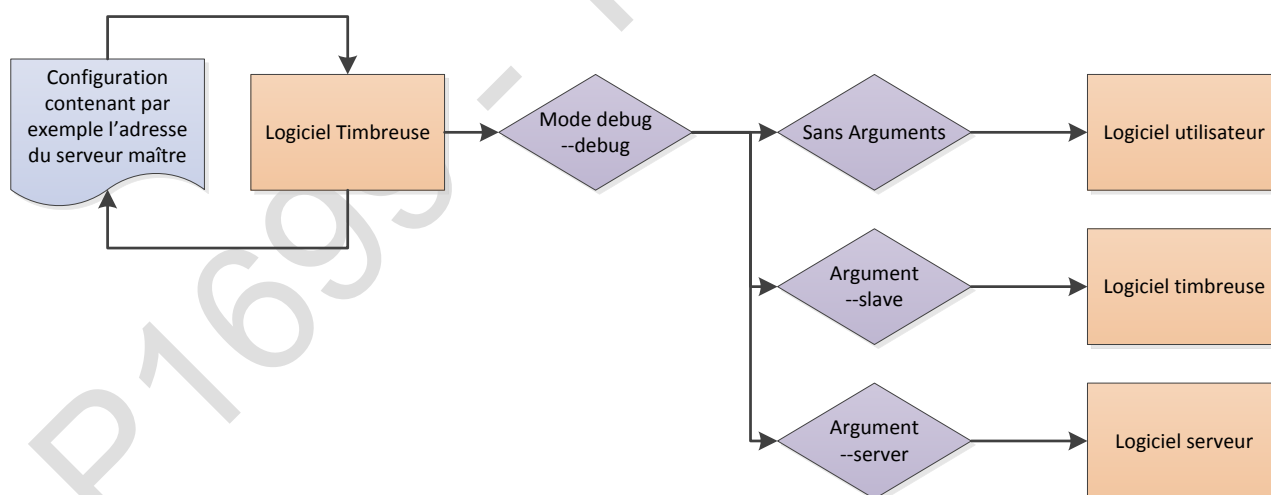 Configuration
contenant par
exemple l'adresse
du serveur maître
Logiciel Timbreuse
Mode debug
--debug
Sans Arguments
Logiciel utilisateur
Argument
--slave
Logiciel timbreuse
Argument
--server
Logiciel serveur
P1699 -